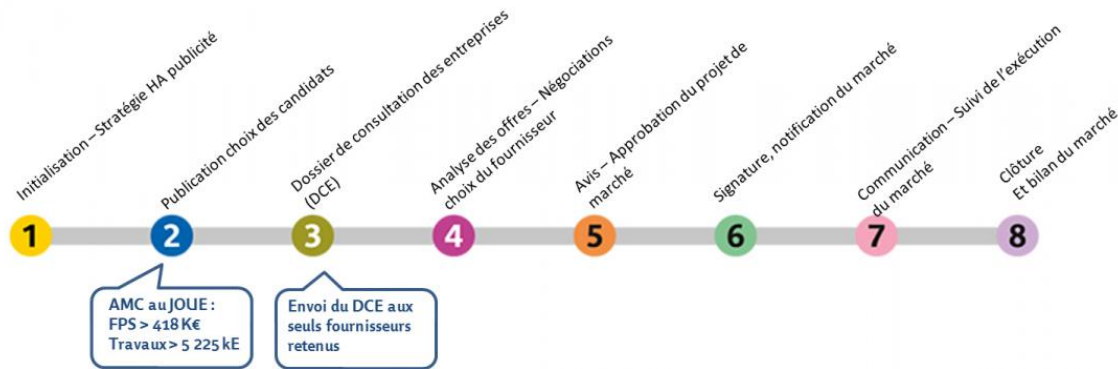 Initialisation – Stratégie HA publicité
Publication choix des candidats
Dossier de consultation des entreprises
(DCE)
Analyse des offres – Négociations
choix du fournisseur
Avis – Approbation du projet de
marché
Signature, notification du marché
Communication – Suivi de l'exécution
du marché
Clôture
Et bilan du marché
1
2
3
4
5
6
7
8
AMC au JOUE :
FPS > 418 K€
Travaux > 5 225 kE
Envoi du DCE aux
seuls fournisseurs
retenus